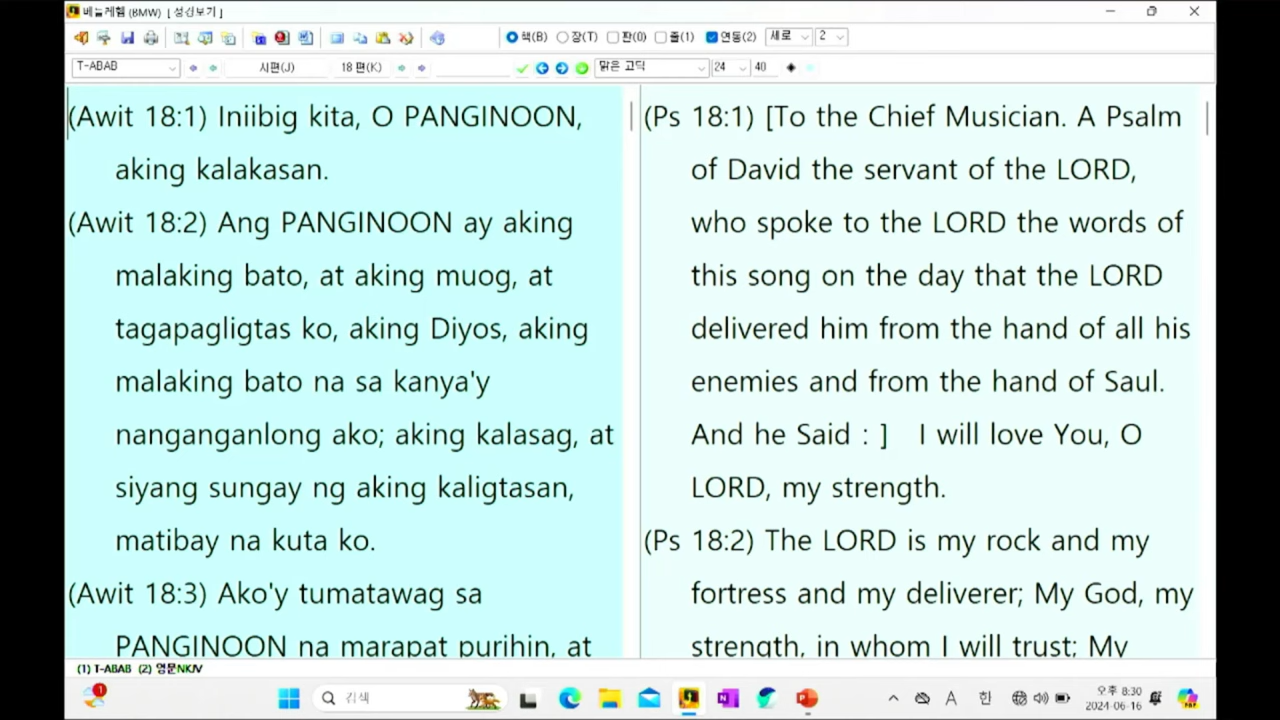 베들레헴 (BMW) [ 성경보기 ]
책(B) 장(T) 판(0) 줄(1) 연동(2) 세로 2
T-ABAB 시편(J) 18 편(K) 맑은 고딕 24 40
(Awit 18:1) Iniibig kita, O PANGINOON,
aking kalakasan.
(Awit 18:2) Ang PANGINOON ay aking
malaking bato, at aking muog, at
tagapagligtas ko, aking Diyos, aking
malaking bato na sa kanya'y
nanganganlong ako; aking kalasag, at
siyang sungay ng aking kaligtasan,
matibay na kuta ko.
(Awit 18:3) Ako'y tumatawag sa
PANGINOON na marapat purihin, at
(Ps 18:1) [To the Chief Musician. A Psalm
of David the servant of the LORD,
who spoke to the LORD the words of
this song on the day that the LORD
delivered him from the hand of all his
enemies and from the hand of Saul.
And he Said : ] I will love You, O
LORD, my strength.
(Ps 18:2) The LORD is my rock and my
fortress and my deliverer; My God, my
strength, in whom I will trust; My
(1) T-ABAB (2) 영문NKJV
1 검색 A 한 오후 8:30
2024-06-16